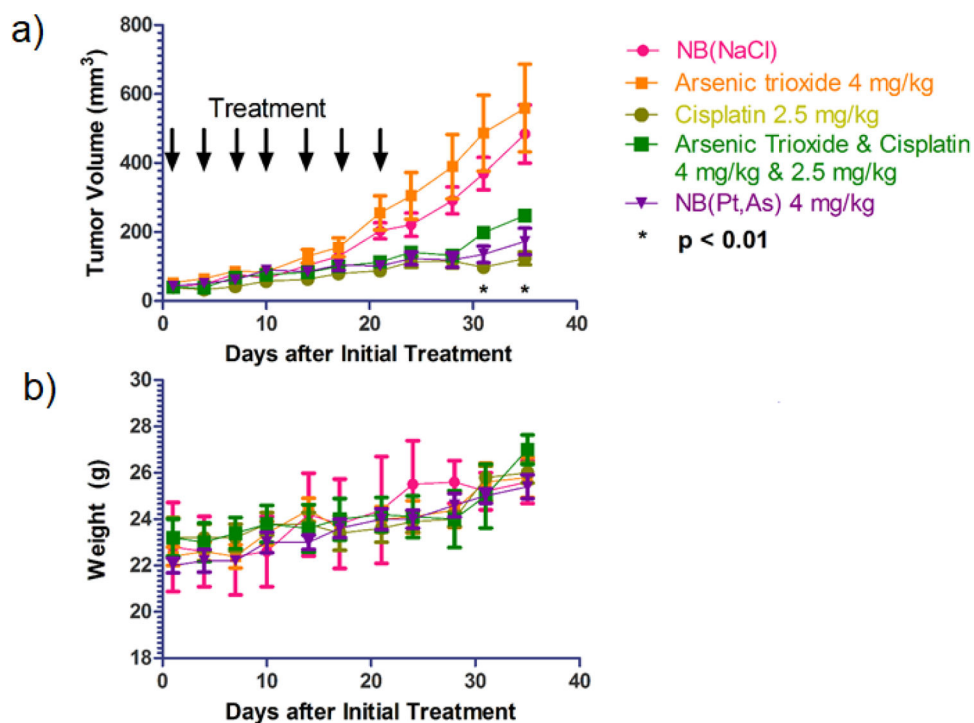 a)
Tumor Volume (mm³)
800
600
400
200
0
Treatment
0 10 20 30 40
* *
Days after Initial Treatment
NB(NaCl)
Arsenic trioxide 4 mg/kg
Cisplatin 2.5 mg/kg
Arsenic Trioxide & Cisplatin
4 mg/kg & 2.5 mg/kg
NB(Pt,As) 4 mg/kg
* p < 0.01
b)
Weight (g)
30
28
26
24
22
20
18
0 10 20 30 40
Days after Initial Treatment